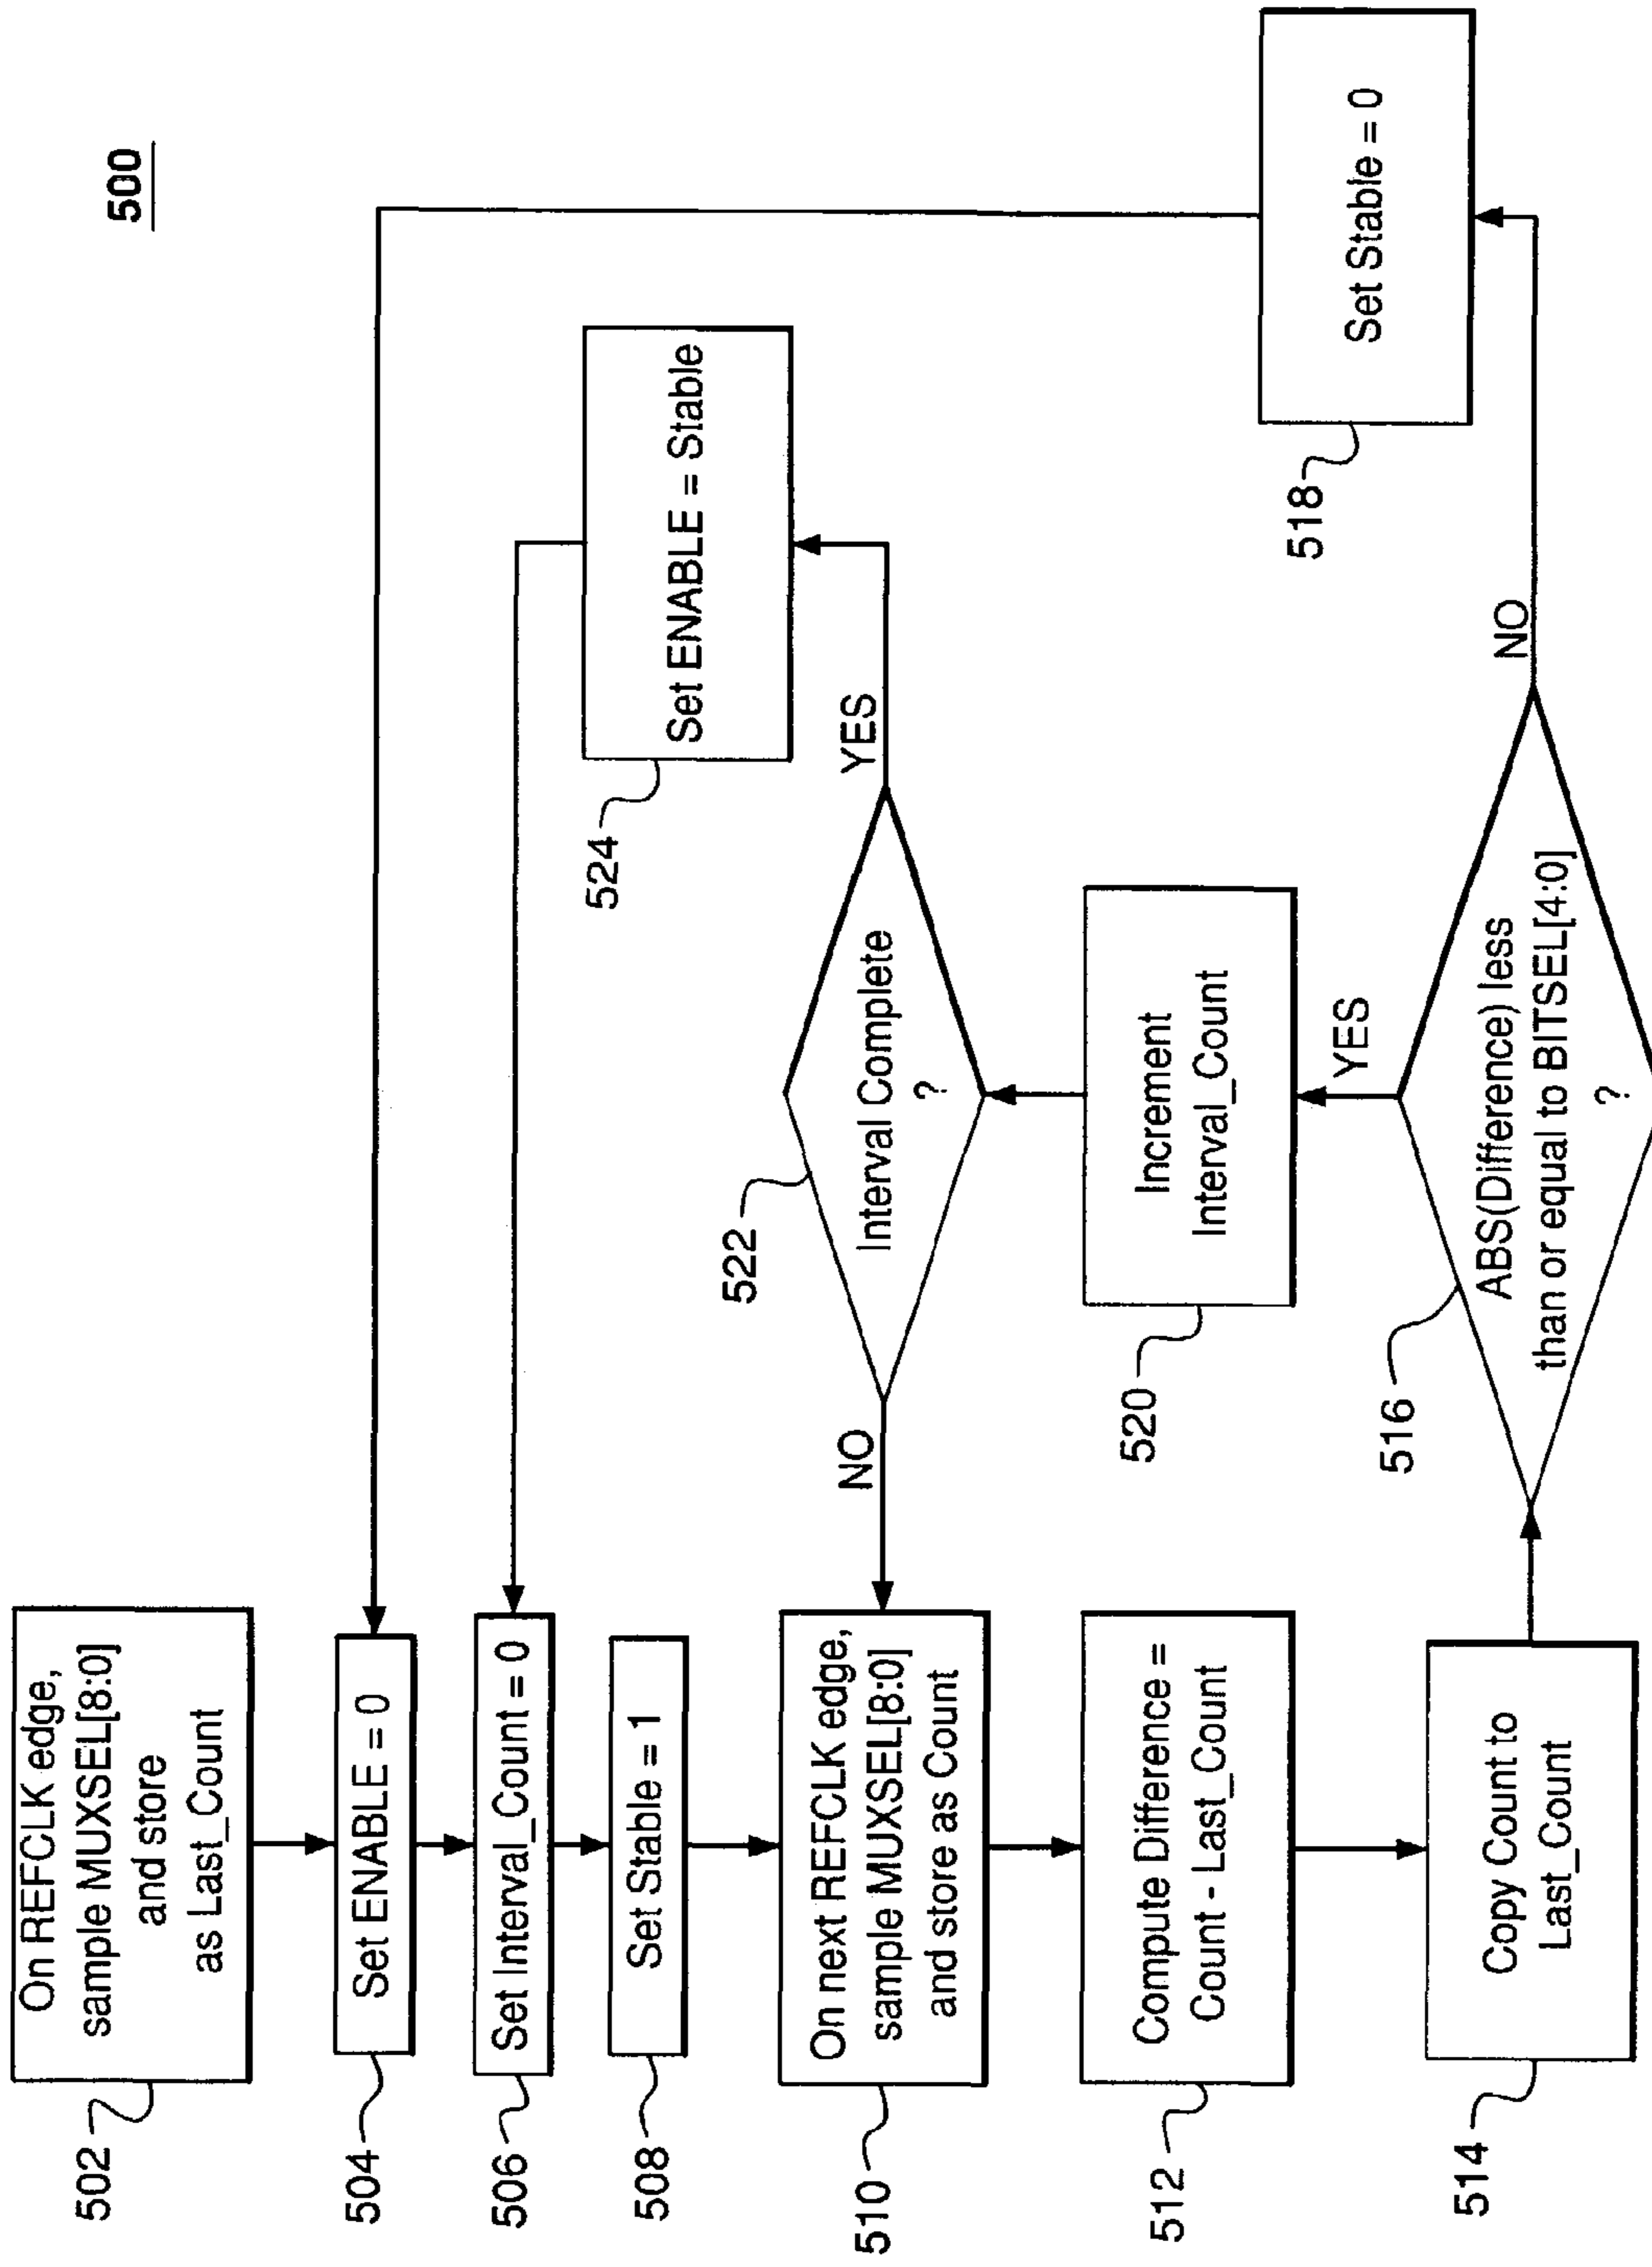 500
502
On REFCLK edge,
sample MUXSEL[8:0]
and store
as Last_Count
504
Set ENABLE = 0
506
Set Interval_Count = 0
508
Set Stable = 1
510
On next REFCLK edge,
sample MUXSEL[8:0]
and store as Count
512
Compute Difference =
Count - Last_Count
514
Copy Count to
Last_Count
516
ABS(Difference) less
than or equal to BITSEL[4:0]
?
YES
NO
518
Set Stable = 0
520
Increment
Interval_Count
522
Interval Complete
?
NO
YES
524
Set ENABLE = Stable